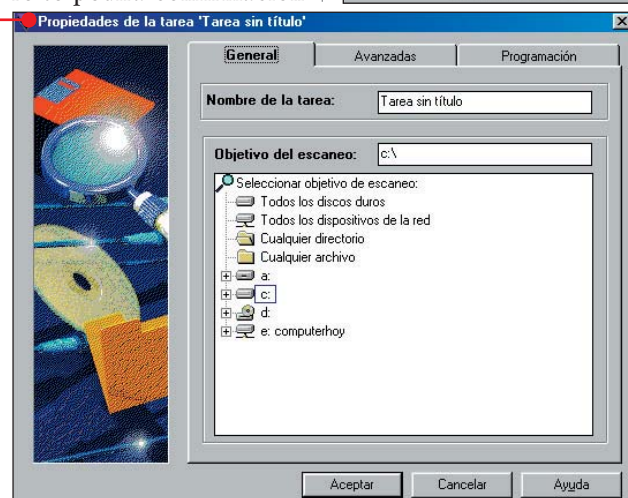 Propiedades de la tarea 'Tarea sin título'
General
Avanzadas
Programación
Nombre de la tarea:
Tarea sin título
Objetivo del escaneo:
c:\
Seleccionar objetivo de escaneo:
Todos los discos duros
Todos los dispositivos de la red
Cualquier directorio
Cualquier archivo
a:
c:
d:
e: computerhoy
Aceptar
Cancelar
Ayuda